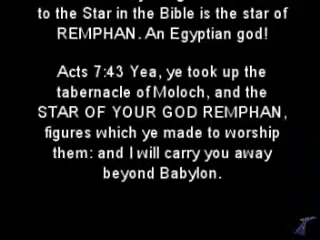 to the Star in the Bible is the star of
REMPHAN. An Egyptian god!
Acts 7:43 Yea, ye took up the
tabernacle of Moloch, and the
STAR OF YOUR GOD REMPHAN,
figures which ye made to worship
them: and I will carry you away
beyond Babylon.